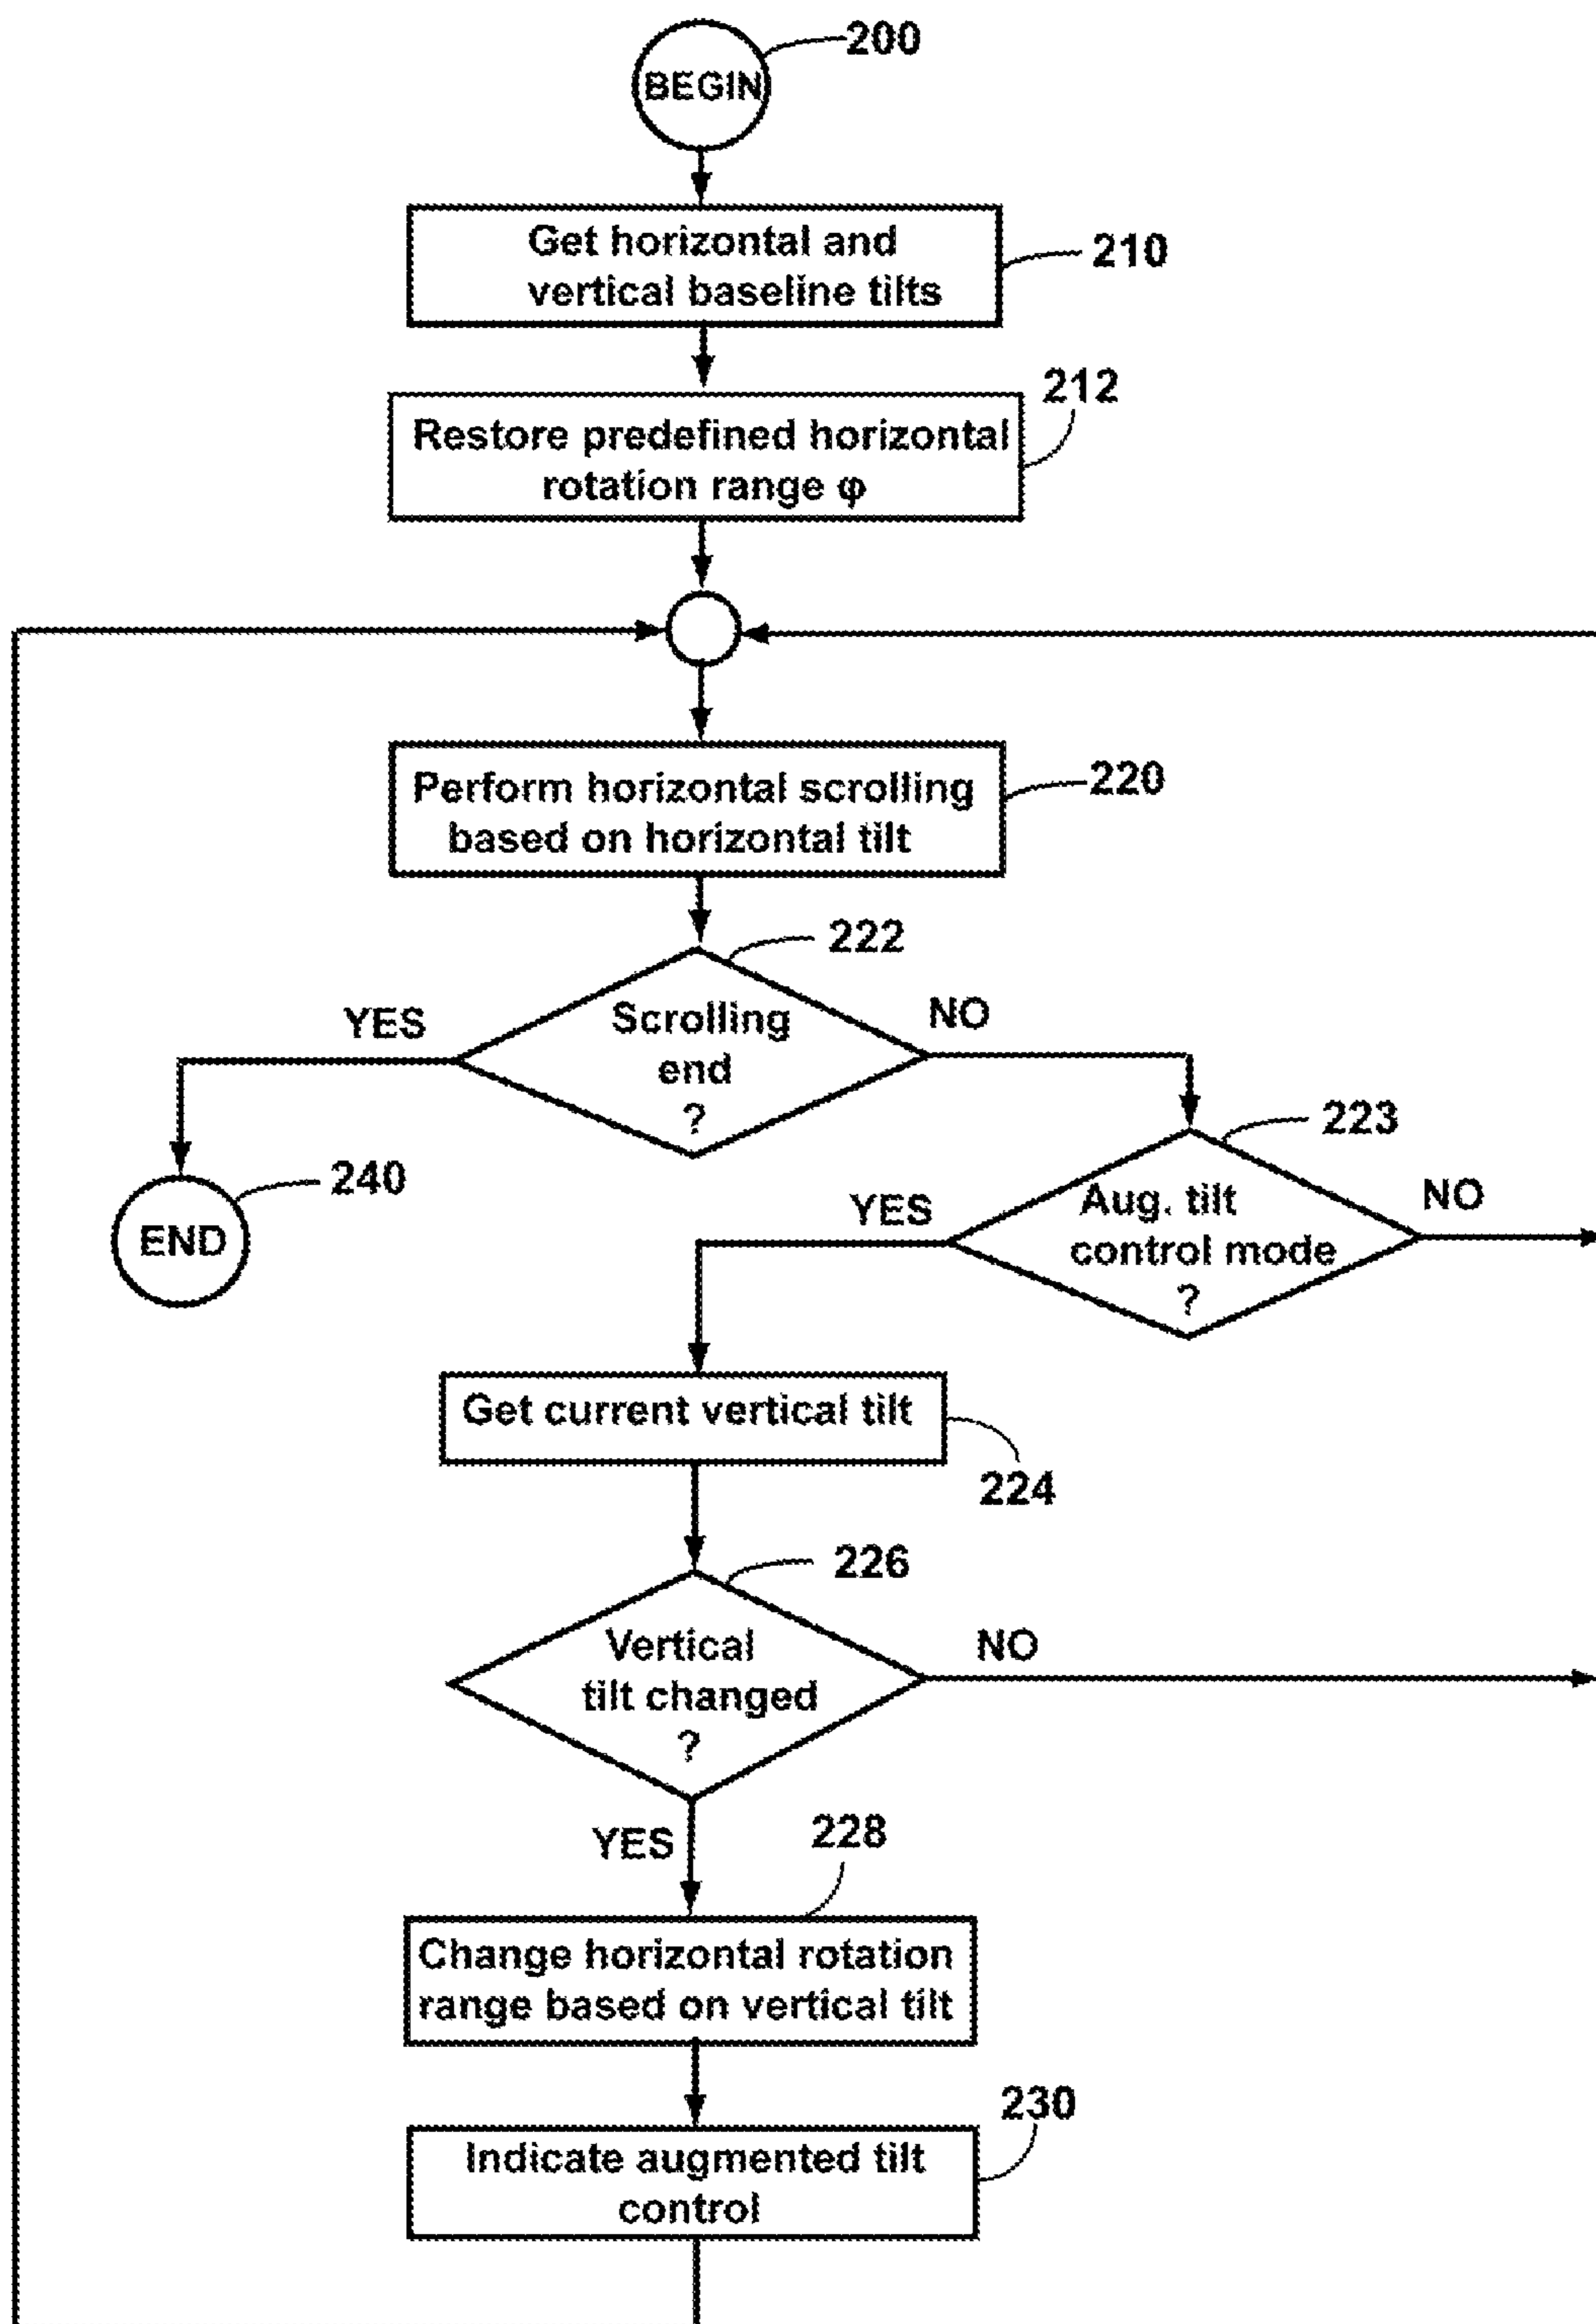 200
BEGIN
Get horizontal and
vertical baseline tilts
210
212
Restore predefined horizontal
rotation range φ
Perform horizontal scrolling
based on horizontal tilt
220
222
YES
NO
Scrolling
end
?
223
240
END
YES
NO
Aug. tilt
control mode
?
Get current vertical tilt
224
226
NO
Vertical
tilt changed
?
YES
228
Change horizontal rotation
range based on vertical tilt
230
Indicate augmented tilt
control